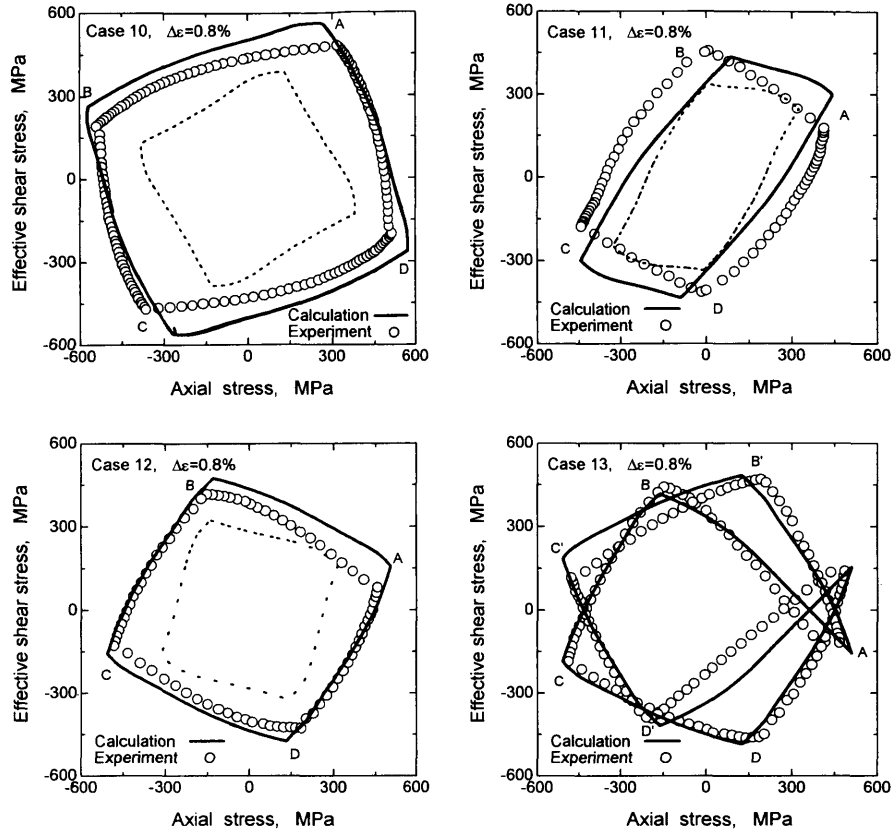 Case 10, Δε=0.8%
A
B
C
D
Calculation
Experiment
600
300
0
-300
-600
-600
-300
0
300
600
Effective shear stress, MPa
Axial stress, MPa
Case 11, Δε=0.8%
B
A
C
D
Calculation
Experiment
600
300
0
-300
-600
-600
-300
0
300
600
Effective shear stress, MPa
Axial stress, MPa
Case 12, Δε=0.8%
B
A
C
D
Calculation
Experiment
600
300
0
-300
-600
-600
-300
0
300
600
Effective shear stress, MPa
Axial stress, MPa
Case 13, Δε=0.8%
B
B'
C'
A
C
D'
D
Calculation
Experiment
600
300
0
-300
-600
-600
-300
0
300
600
Effective shear stress, MPa
Axial stress, MPa